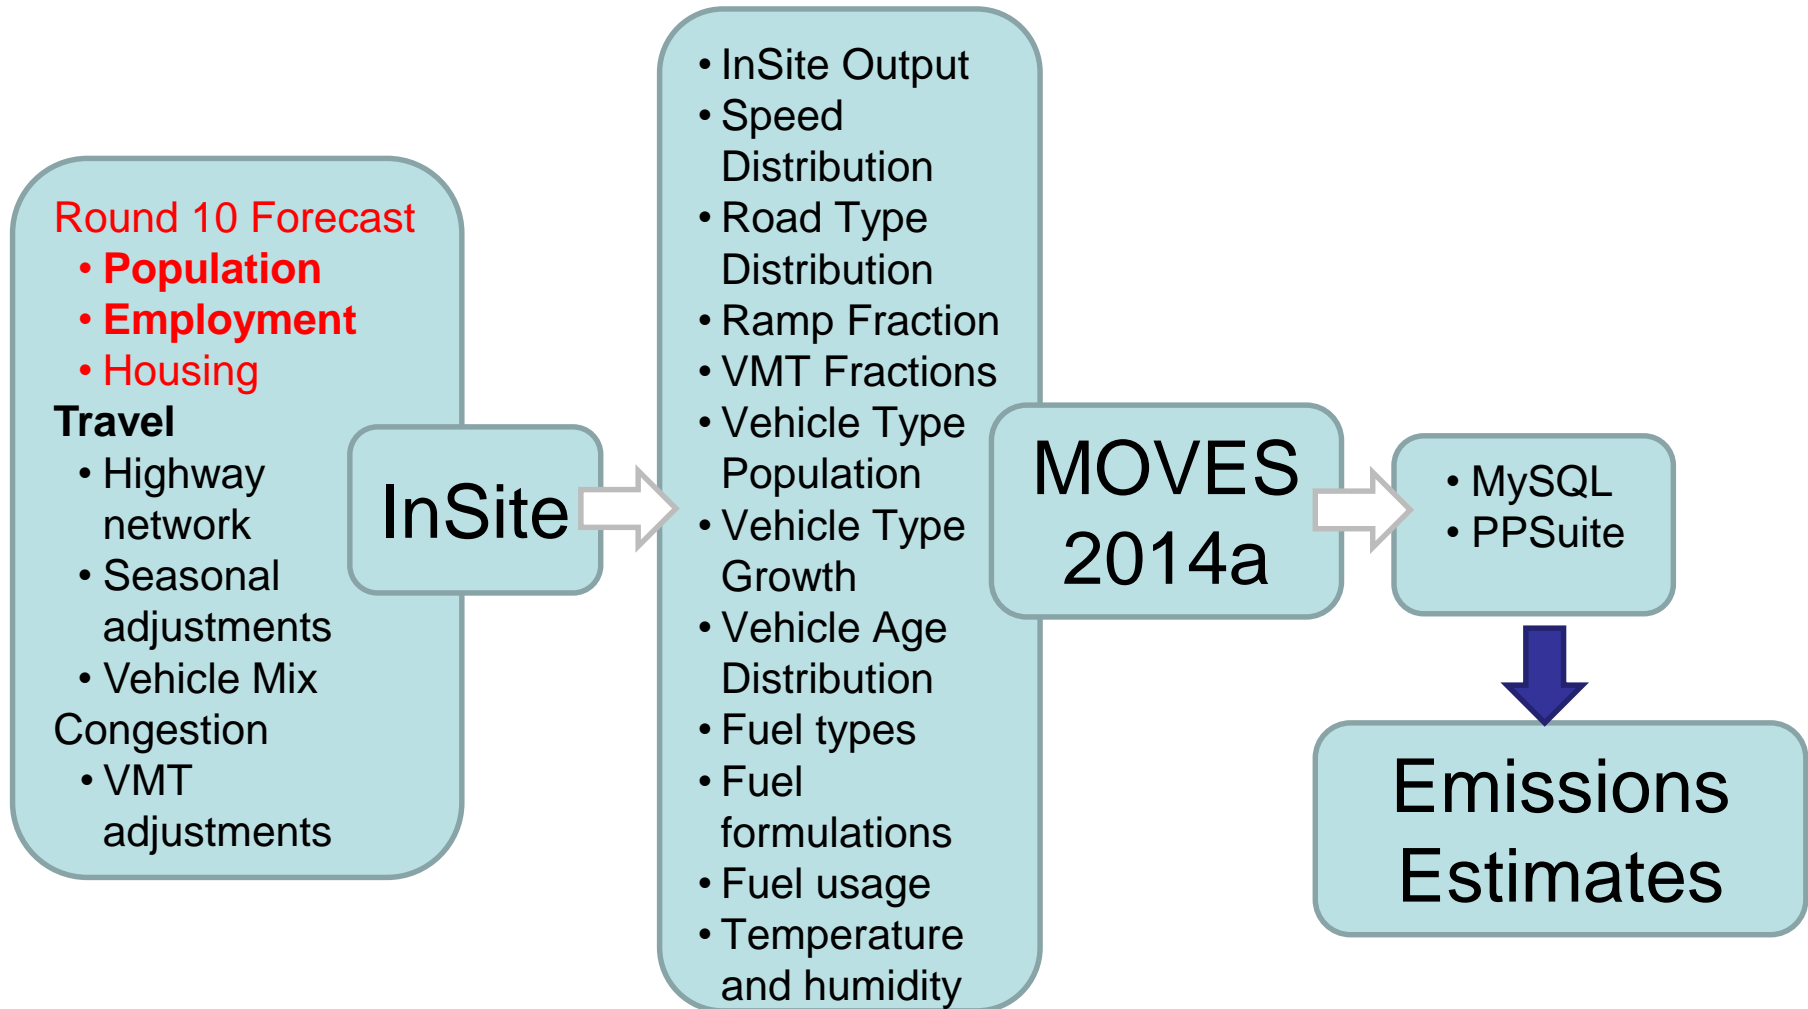 Round 10 Forecast
• Population
• Employment
• Housing
Travel
• Highway
network
• Seasonal
adjustments
• Vehicle Mix
Congestion
• VMT
adjustments
InSite
• InSite Output
• Speed
Distribution
• Road Type
Distribution
• Ramp Fraction
• VMT Fractions
• Vehicle Type
Population
• Vehicle Type
Growth
• Vehicle Age
Distribution
• Fuel types
• Fuel
formulations
• Fuel usage
• Temperature
and humidity
MOVES
2014a
• MySQL
• PPSuite
Emissions
Estimates